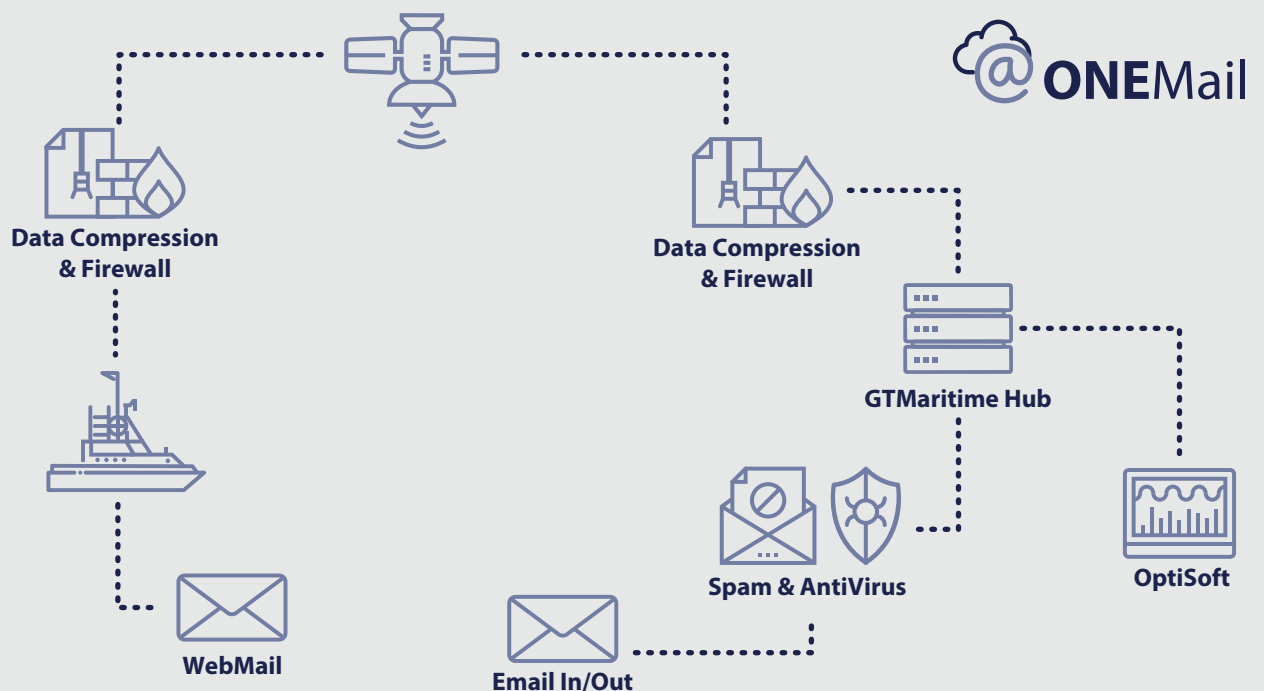 @ ONEMail
Data Compression
& Firewall
Data Compression
& Firewall
GTMaritime Hub
Spam & AntiVirus
OptiSoft
WebMail
Email In/Out